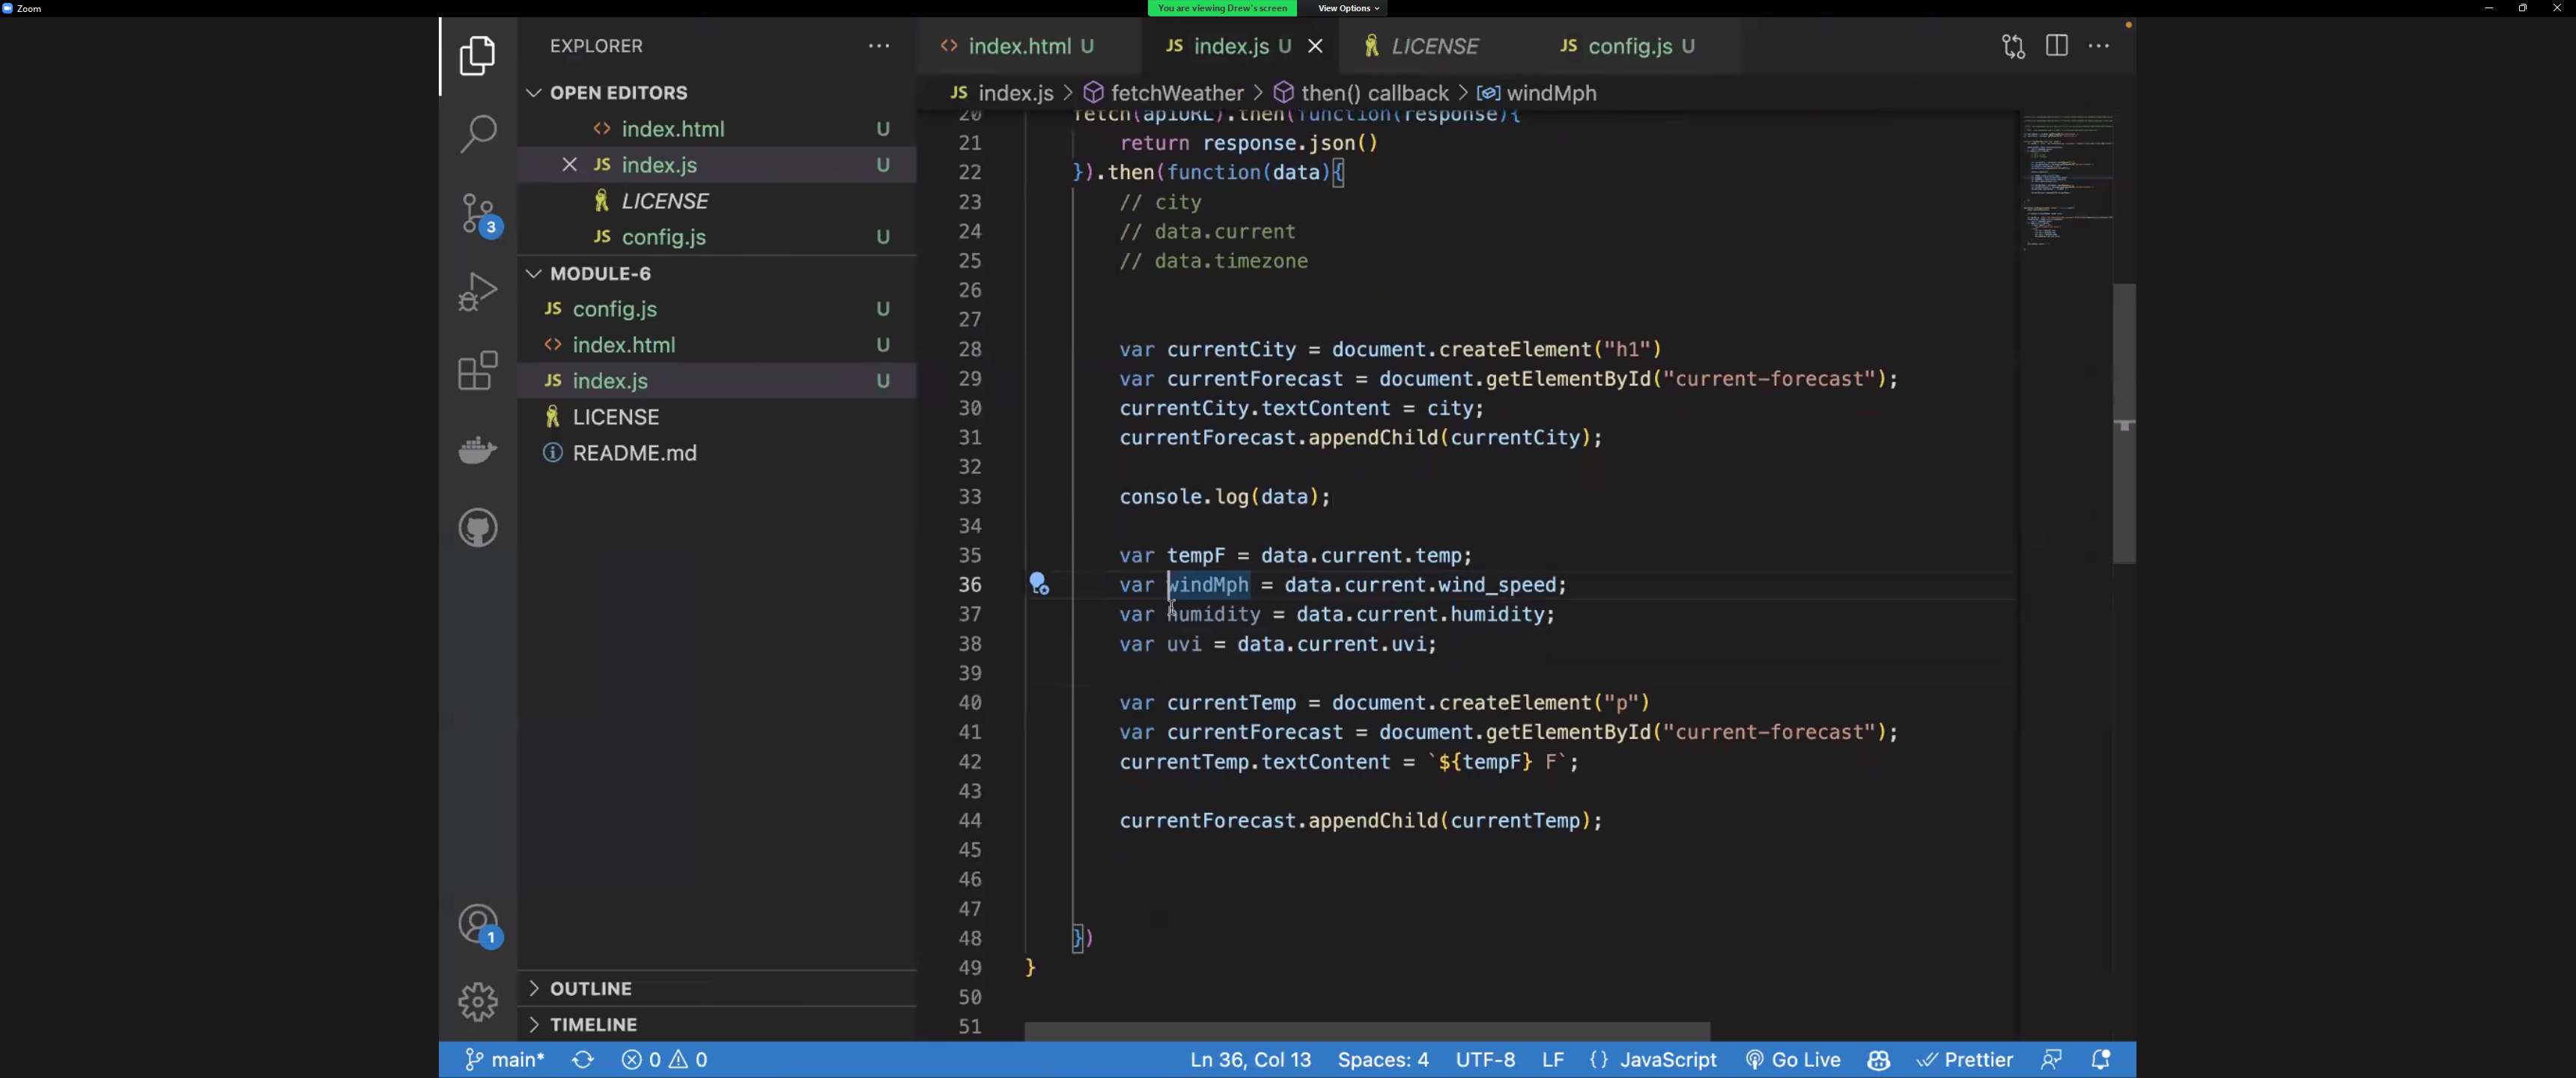 Zoom
You are viewing Drew's screen
View Options
EXPLORER
OPEN EDITORS
index.html U
JS index.js U
LICENSE
JS config.js U
MODULE-6
JS config.js U
index.html U
JS index.js U
LICENSE
README.md
OUTLINE
TIMELINE
3
1
index.html U
JS index.js U
LICENSE
JS config.js U
JS index.js > fetchWeather > then() callback > windMph
20 fetch(apiURL).then(function(response){
21 return response.json()
22 }).then(function(data){
23 // city
24 // data.current
25 // data.timezone
26
27
28 var currentCity = document.createElement("h1")
29 var currentForecast = document.getElementById("current-forecast");
30 currentCity.textContent = city;
31 currentForecast.appendChild(currentCity);
32
33 console.log(data);
34
35 var tempF = data.current.temp;
36 var windMph = data.current.wind_speed;
37 var humidity = data.current.humidity;
38 var uvi = data.current.uvi;
39
40 var currentTemp = document.createElement("p")
41 var currentForecast = document.getElementById("current-forecast");
42 currentTemp.textContent = `${tempF} F`;
43
44 currentForecast.appendChild(currentTemp);
45
46
47
48 })
49 }
50
51
main* 0 0 Ln 36, Col 13 Spaces: 4 UTF-8 LF {} JavaScript Go Live Prettier